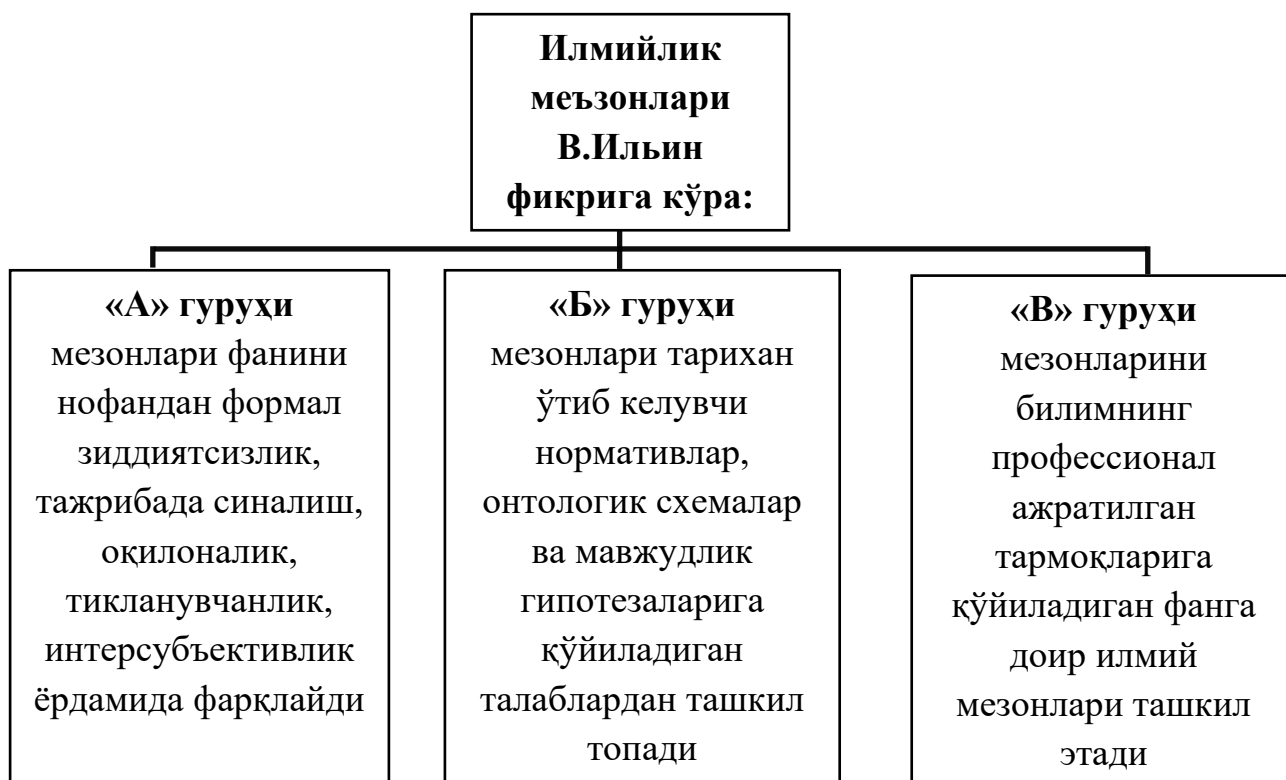 Илмийлик
меъзонлари
В.Ильин
фикрига кўра:
«А» гуруҳи
мезонлари фанини
нофандан формал
зиддиятсизлик,
тажрибада синалиш,
оқилоналик,
тикланувчанлик,
интерсубъективлик
ёрдамида фарқлайди
«Б» гуруҳи
мезонлари тарихан
ўтиб келувчи
нормативлар,
онтологик схемалар
ва мавжудлик
гипотезаларига
қўйиладиган
талаблардан ташкил
топади
«В» гуруҳи
мезонларини
билимнинг
профессионал
ажратилган
тармоқларига
қўйиладиган фанга
доир илмий
мезонлари ташкил
этади